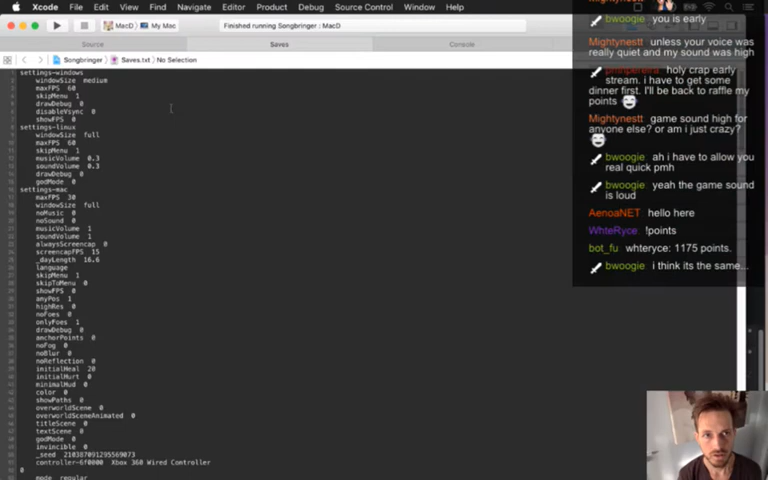 Xcode File Edit View Find Navigate Editor Product Debug Source Control Window Help
MacD My Mac
Finished running Songbringer : MacD
Source
Saves
Console
Songbringer Saves.txt No Selection
settings-windows
windowSize medium
maxFPS 60
skipMenu 1
drawDebug 0
disableVsync 0
showFPS 0
settings-linux
windowSize full
maxFPS 60
skipMenu 1
musicVolume 0.3
soundVolume 0.3
drawDebug 0
godMode 0
settings-mac
maxFPS 30
windowSize full
noMusic 0
noSound 0
musicVolume 1
soundVolume 1
alwaysScreencap 0
screencapFPS 15
_dayLength 16.6
language
skipMenu 1
skipToMenu 0
showFPS 0
anyPos 1
highRes 0
noFoes 0
onlyFoes 1
drawDebug 0
anchorPoints 0
noFog 0
noBlur 0
noReflection 0
initialHeal 20
initialHurt 0
minimalHud 0
color 0
showPaths 0
overworldScene 0
overworldSceneAnimated 0
titleScene 0
textScene 0
godMode 0
invincible 0
_seed 210387091295569073
controller-6f0000 Xbox 360 Wired Controller
0
mode regular
bwoogie you is early
Mightynestt unless your voice was
really quiet and my sound was high
holy crap early
stream. i have to get some
dinner first. I'll be back to raffle my
points
Mightynestt: game sound high for
anyone else? or am i just crazy?
bwoogie ah i have to allow you
real quick pmh
bwoogie yeah the game sound
is loud
AenoaNET hello here
WhteRyce: !points
bot_fu whteryce: 1175 points.
bwoogie i think its the same...